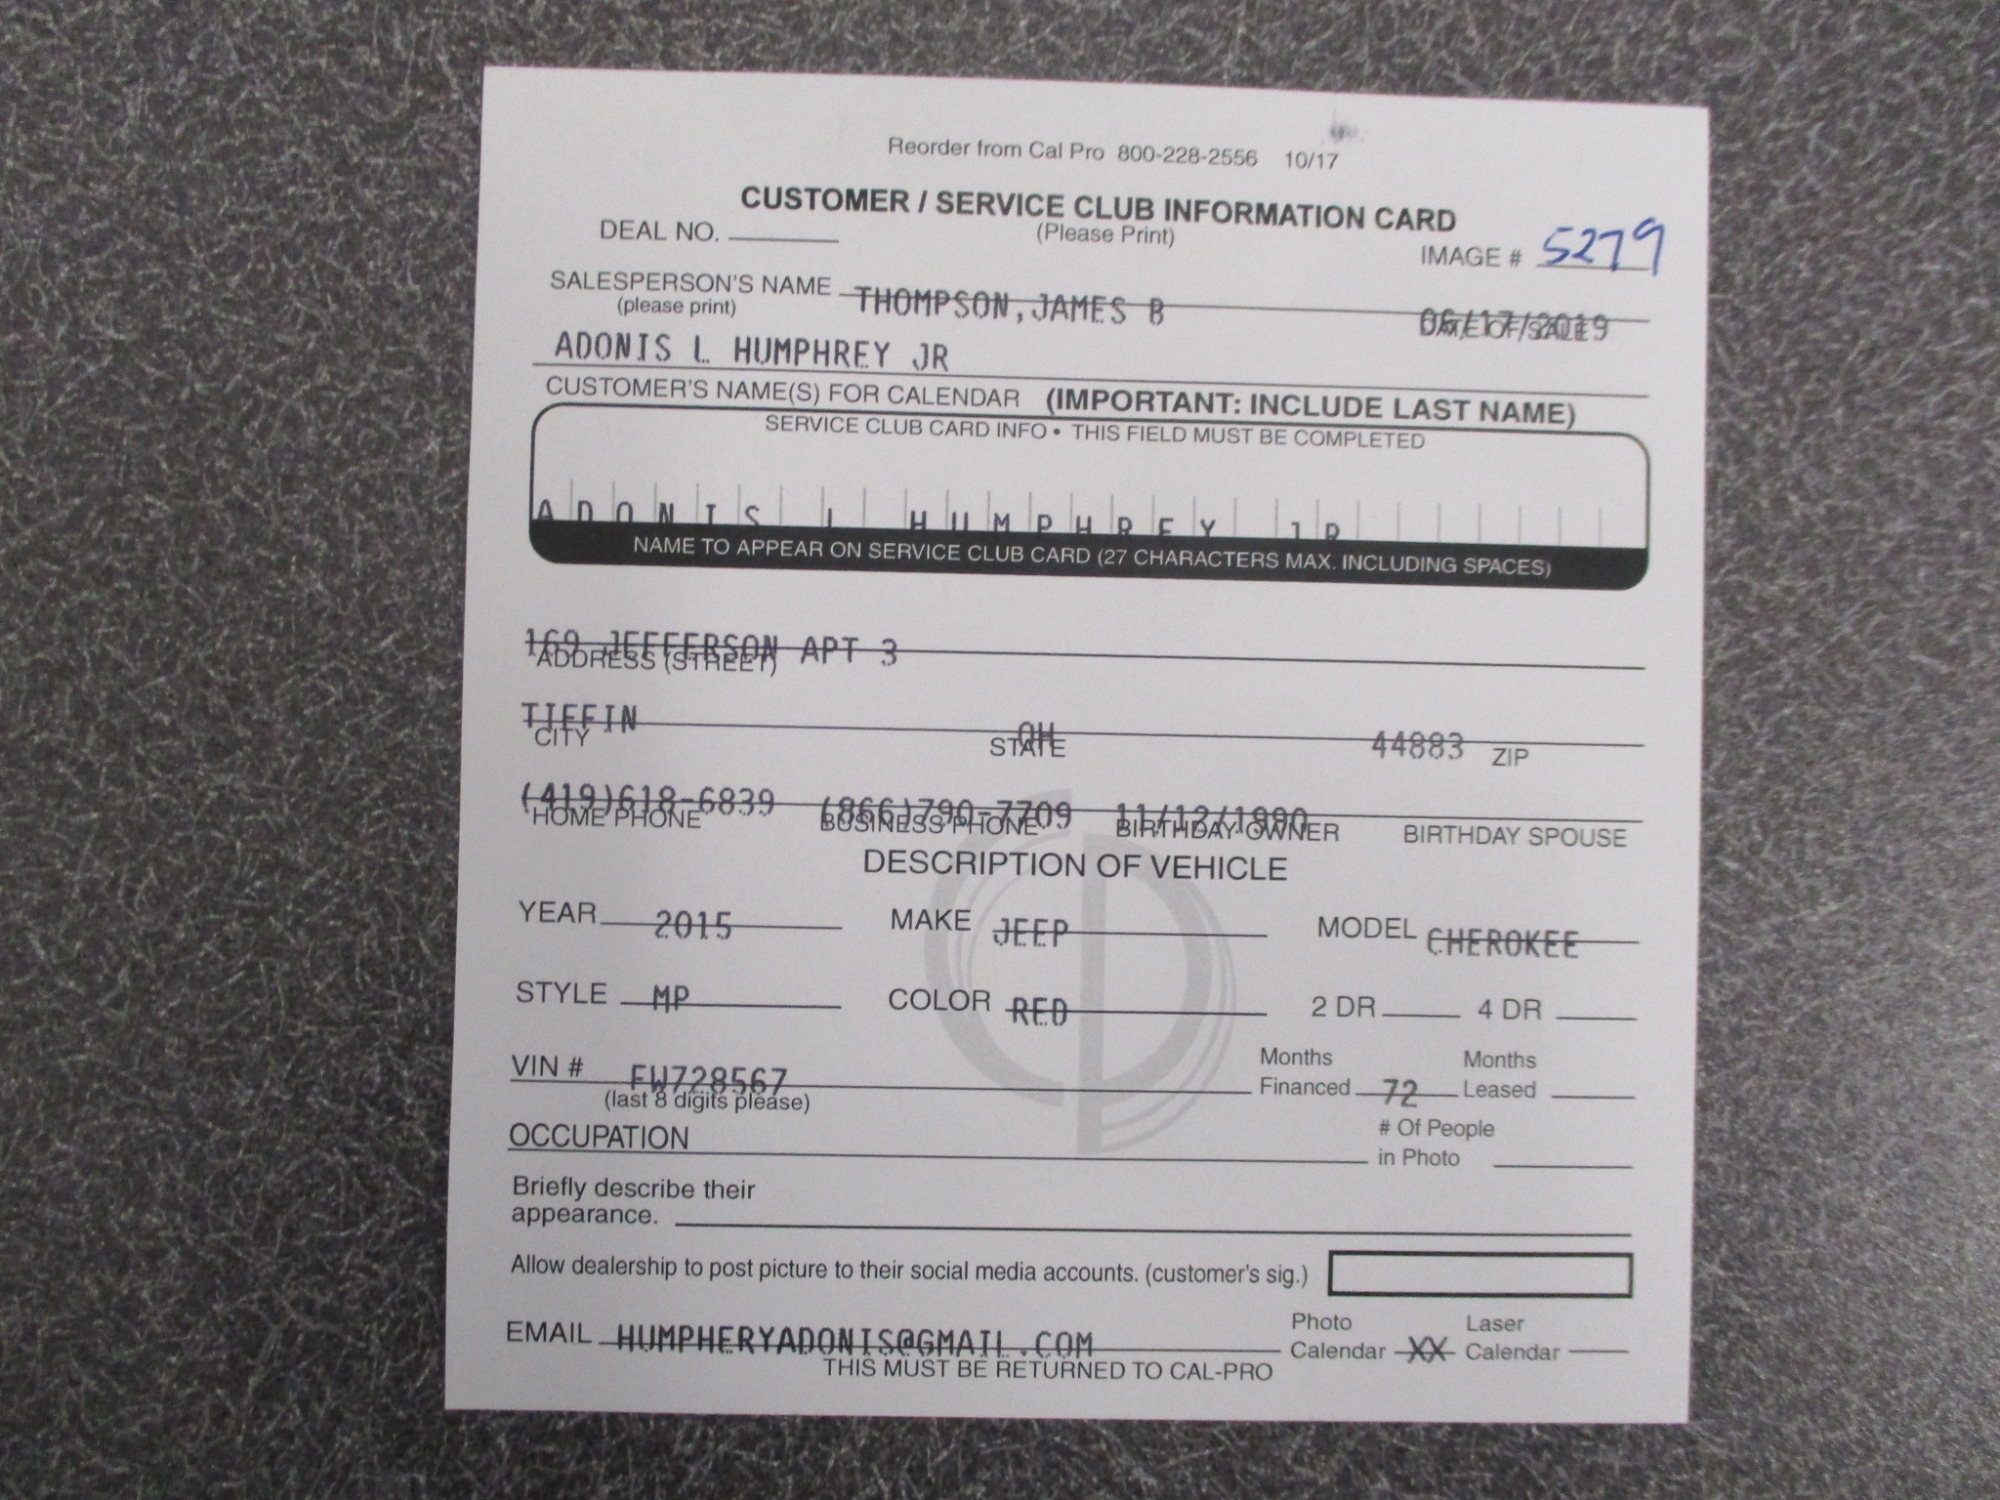 Reorder from Cal Pro 800-228-2556 10/17
CUSTOMER / SERVICE CLUB INFORMATION CARD
DEAL NO. (Please Print)
IMAGE # 5279
SALESPERSON'S NAME THOMPSON,JAMES B 06/17/2019
(please print) DATE OF SALE
ADONIS L HUMPHREY JR
CUSTOMER'S NAME(S) FOR CALENDAR (IMPORTANT: INCLUDE LAST NAME)
SERVICE CLUB CARD INFO • THIS FIELD MUST BE COMPLETED
ADONIS L HUMPHREY JR
NAME TO APPEAR ON SERVICE CLUB CARD (27 CHARACTERS MAX. INCLUDING SPACES)
169 JEFFERSON APT 3
ADDRESS (STREET)
TIFFIN OH 44883
CITY STATE ZIP
(419)618-6839 (866)790-7709 11/12/1990
HOME PHONE BUSINESS PHONE BIRTHDAY OWNER BIRTHDAY SPOUSE
DESCRIPTION OF VEHICLE
YEAR 2015 MAKE JEEP MODEL CHEROKEE
STYLE MP COLOR RED 2 DR 4 DR
VIN # FW728567 Months Financed 72 Months Leased
(last 8 digits please)
OCCUPATION # Of People in Photo
Briefly describe their
appearance.
Allow dealership to post picture to their social media accounts. (customer's sig.)
EMAIL HUMPHERYADONIS@GMAIL.COM Photo Calendar XX Laser Calendar
THIS MUST BE RETURNED TO CAL-PRO